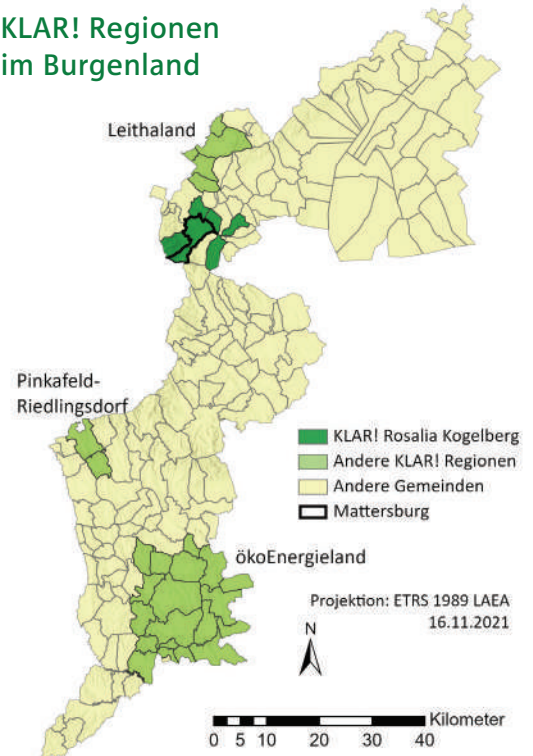 KLAR! Regionen
im Burgenland
Leithaland
Pinkafeld-
Riedlingsdorf
KLAR! Rosalia Kogelberg
Andere KLAR! Regionen
Andere Gemeinden
Mattersburg
ökoEnergieland
Projektion: ETRS 1989 LAEA
16.11.2021
N
Kilometer
0 5 10 20 30 40